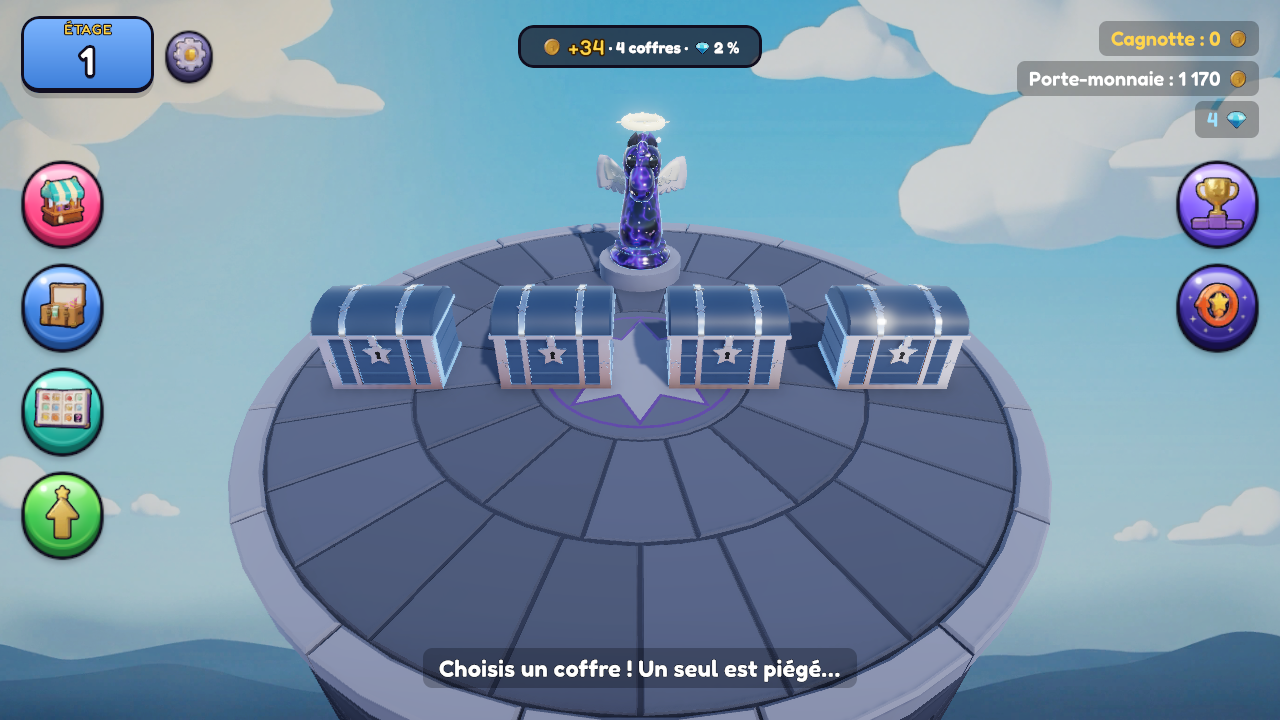 ÉTAGE
1
+34 · 4 coffres · 2 %
Cagnotte : 0
Porte-monnaie : 1 170
4
Choisis un coffre ! Un seul est piégé...